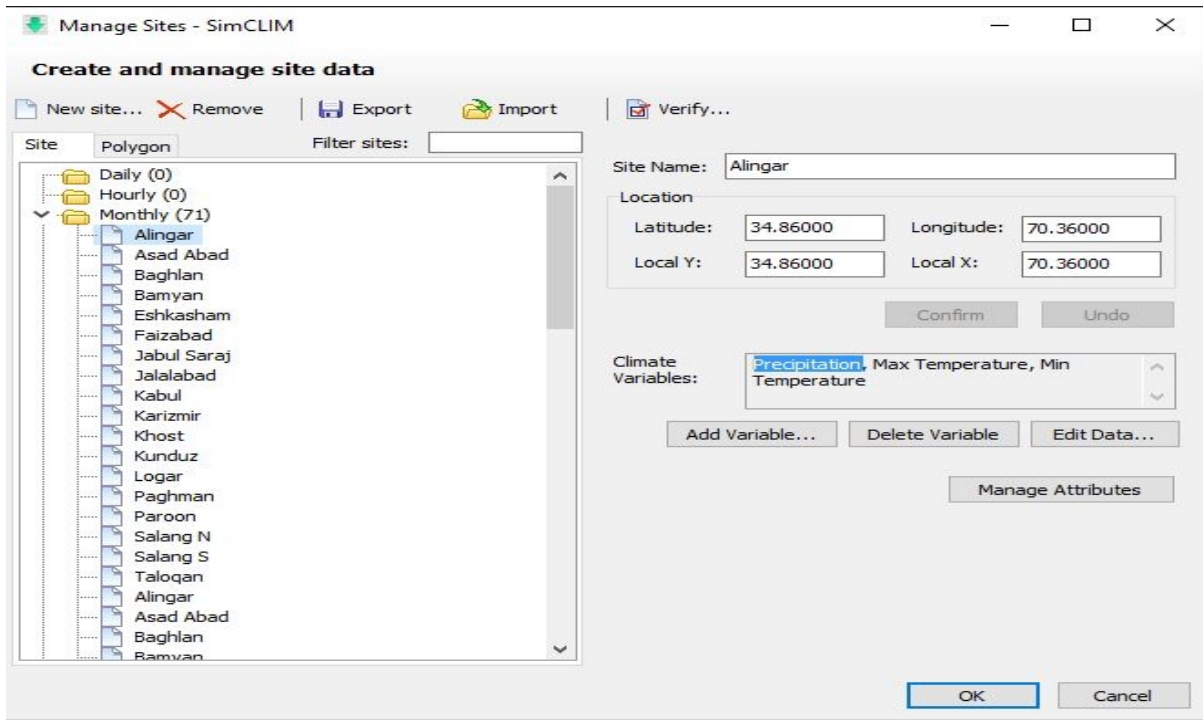 Manage Sites - SimCLIM
Create and manage site data
New site... Remove Export Import Verify...
Site Polygon Filter sites:
Daily (0)
Hourly (0)
Monthly (71)
Alingar
Asad Abad
Baghlan
Bamyan
Eshkasham
Faizabad
Jabul Saraj
Jalalabad
Kabul
Karizmir
Khost
Kunduz
Logar
Paghman
Paroon
Salang N
Salang S
Taloqan
Alingar
Asad Abad
Baghlan
Bamyan
Site Name: Alingar
Location
Latitude: 34.86000 Longitude: 70.36000
Local Y: 34.86000 Local X: 70.36000
Confirm Undo
Climate
Variables:
Precipitation, Max Temperature, Min
Temperature
Add Variable... Delete Variable Edit Data...
Manage Attributes
OK Cancel